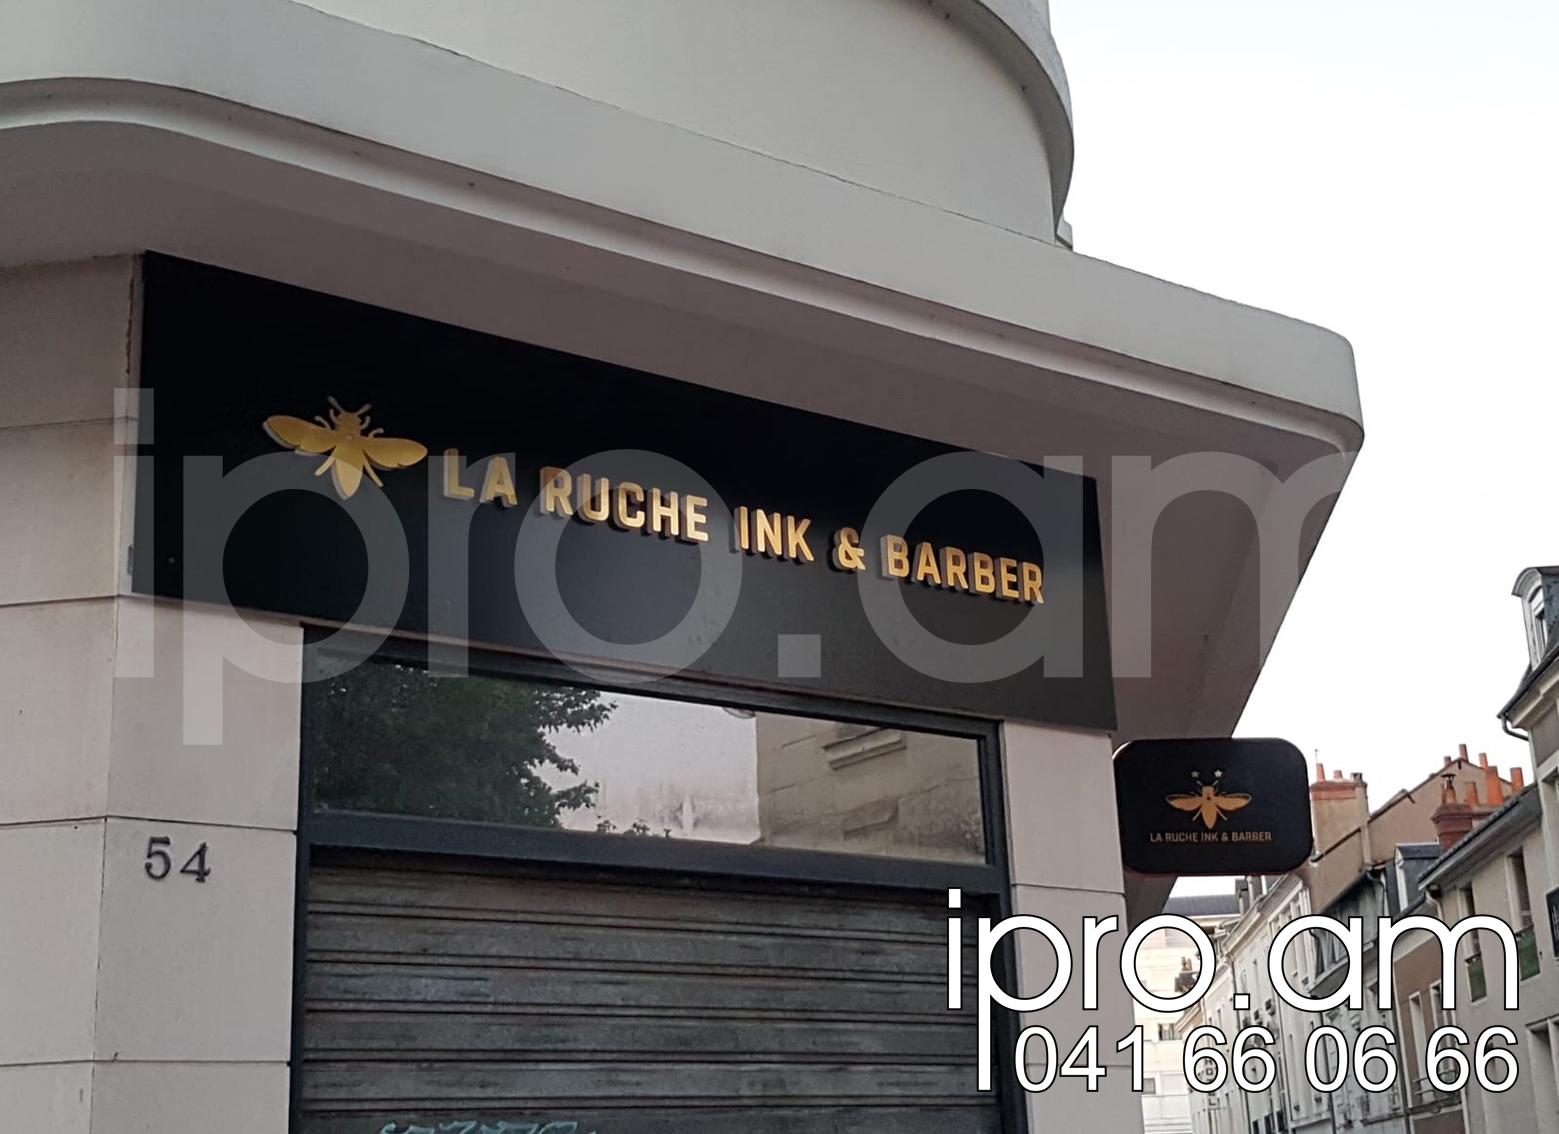 LA RUCHE INK & BARBER
ipro.am
54
LA RUCHE INK & BARBER
ipro.am
041 66 06 66